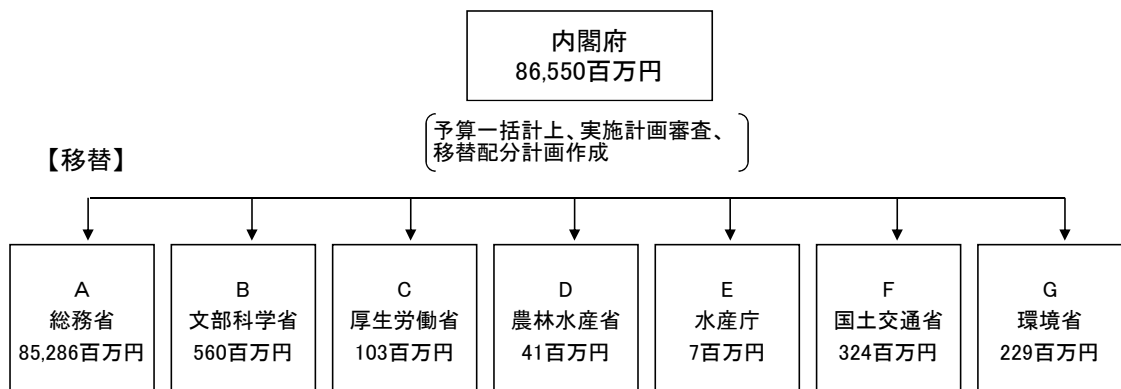 内閣府
86,550百万円
予算一括計上、実施計画審査、
移替配分計画作成
【移替】
A
総務省
85,286百万円
B
文部科学省
560百万円
C
厚生労働省
103百万円
D
農林水産省
41百万円
E
水産庁
7百万円
F
国土交通省
324百万円
G
環境省
229百万円